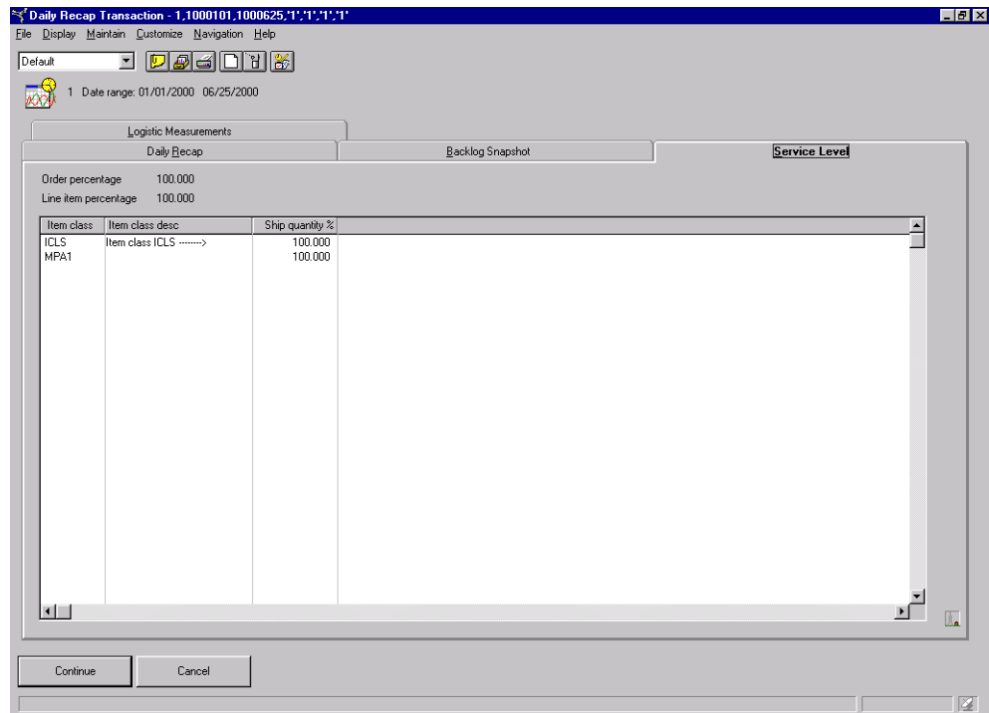 Daily Recap Transaction - 1,1000101,1000625,'1','1','1','1'
File Display Maintain Customize Navigation Help
Default
1 Date range: 01/01/2000 06/25/2000
Logistic Measurements
Daily Recap Backlog Snapshot Service Level
Order percentage 100.000
Line item percentage 100.000
Item class Item class desc Ship quantity %
ICLS Item class ICLS --------> 100.000
MPA1 100.000
Continue Cancel